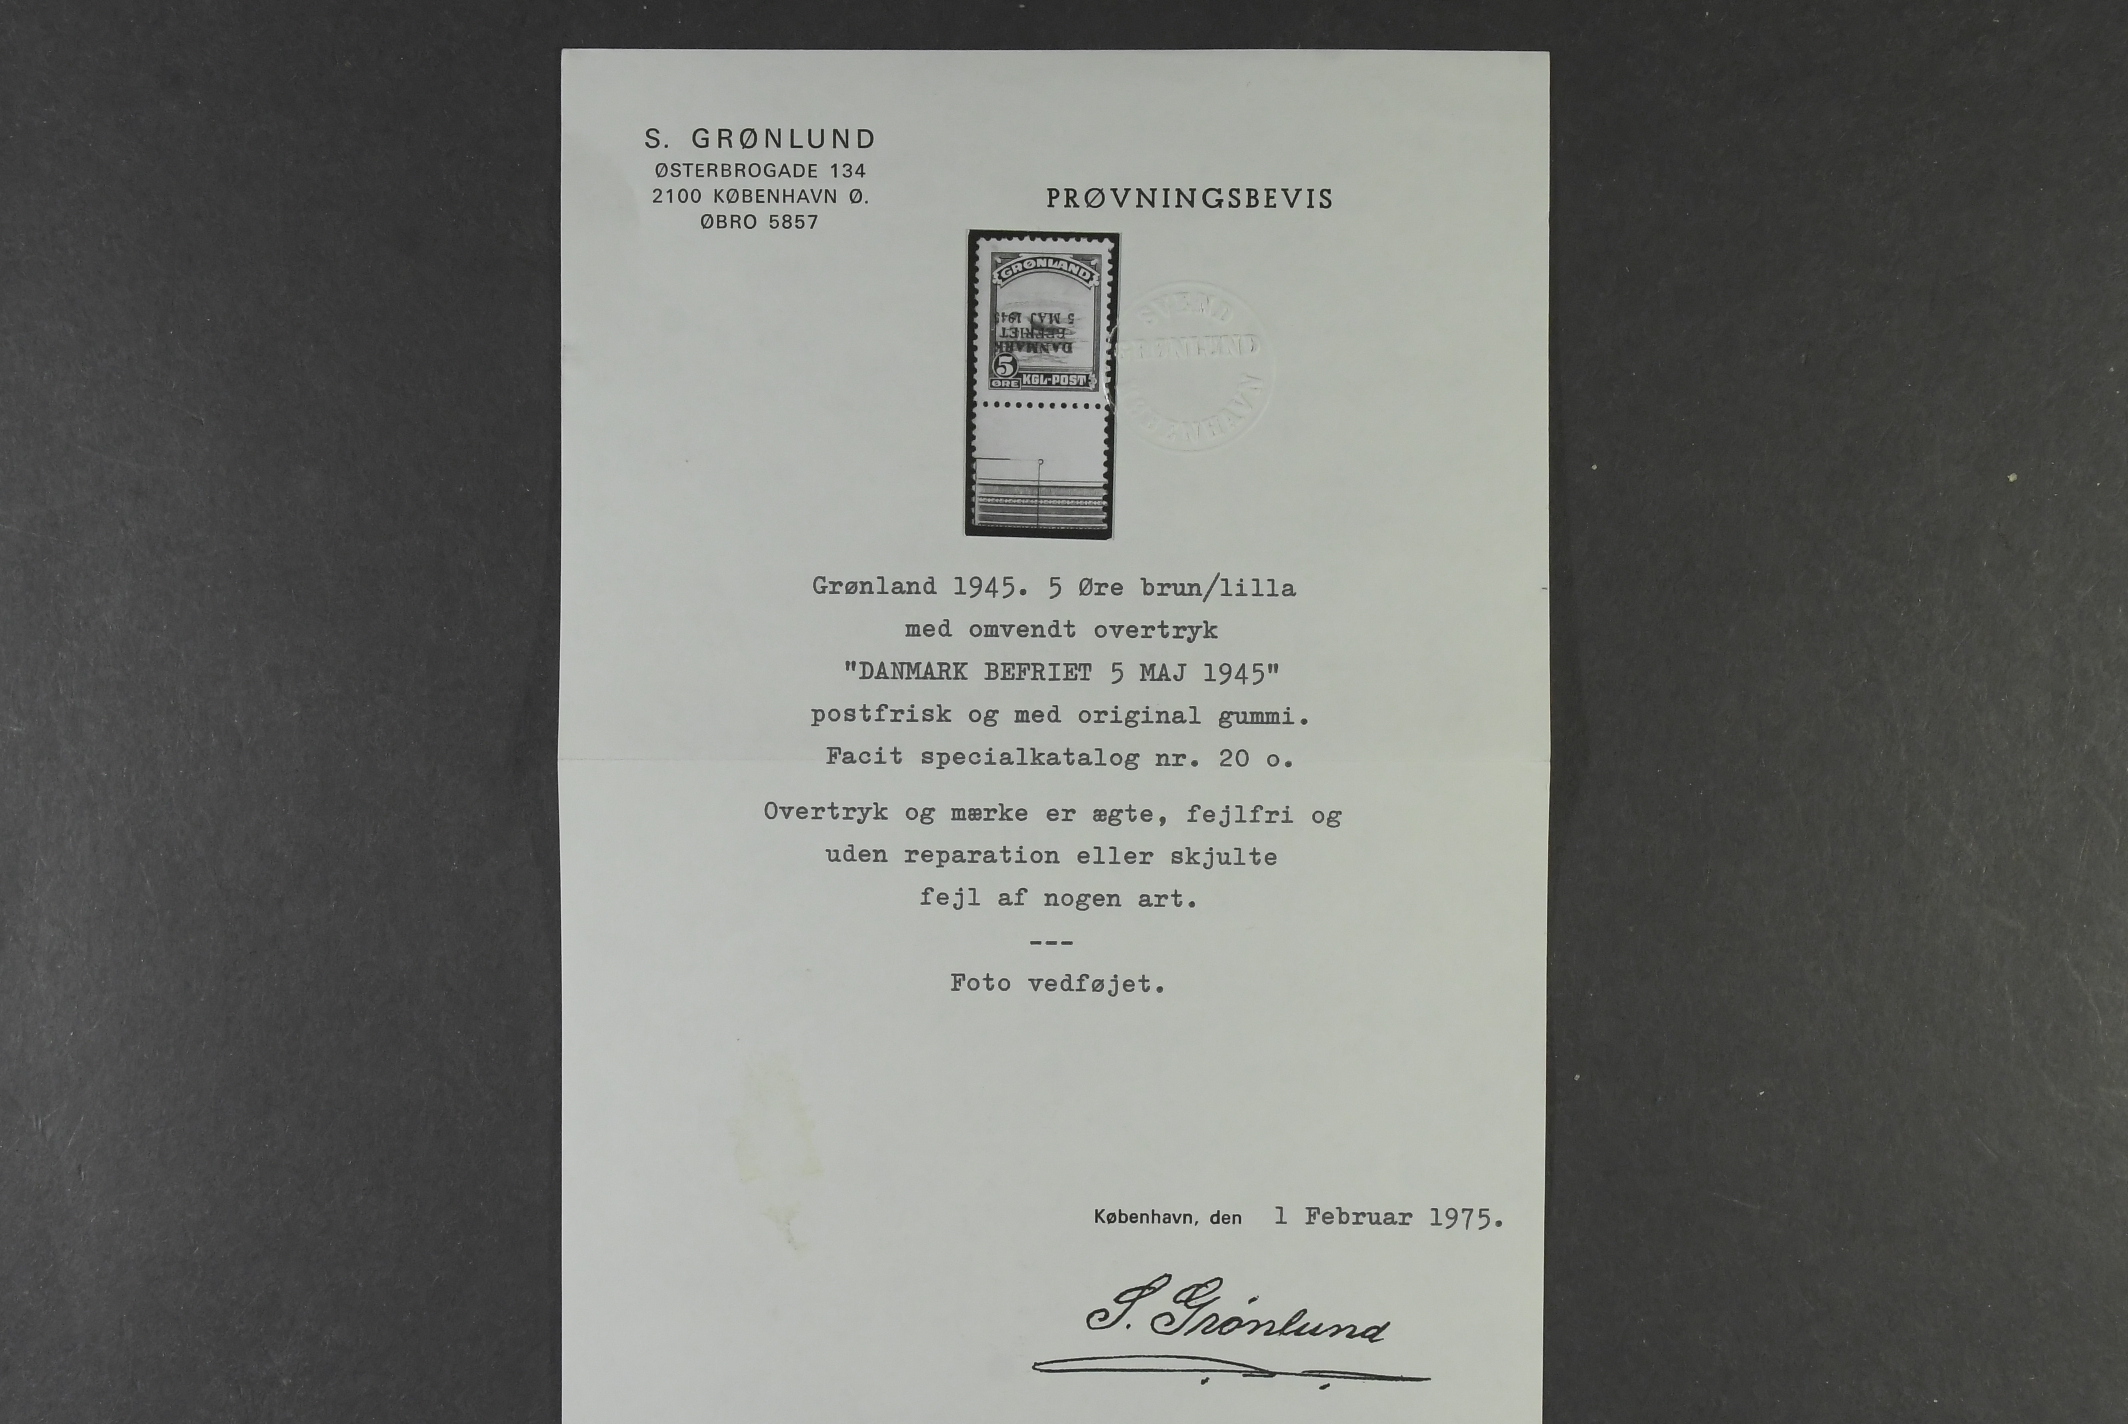 S. GRØNLUND
ØSTERBROGADE 134
2100 KØBENHAVN Ø.
ØBRO 5857
PRØVNINGSBEVIS
GRØNLAND
5 MAJ 1945
BEFRIET
DANMARK
5
ØRE KGL-POST
SVEND
GRØNLUND
KØBENHAVN
Grønland 1945. 5 Øre brun/lilla
med omvendt overtryk
"DANMARK BEFRIET 5 MAJ 1945"
postfrisk og med original gummi.
Facit specialkatalog nr. 20 o.
Overtryk og mærke er ægte, fejlfri og
uden reparation eller skjulte
fejl af nogen art.
---
Foto vedføjet.
København, den 1 Februar 1975.
S. Grønlund